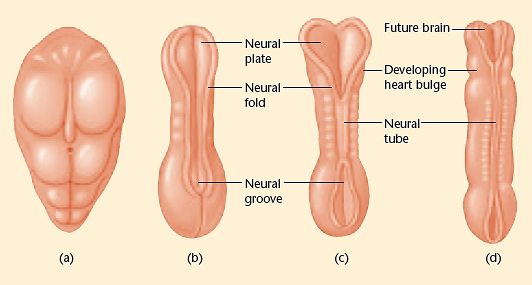 Future brain
Neural
plate
Developing
heart bulge
Neural
fold
Neural
tube
Neural
groove
(a)
(b)
(c)
(d)